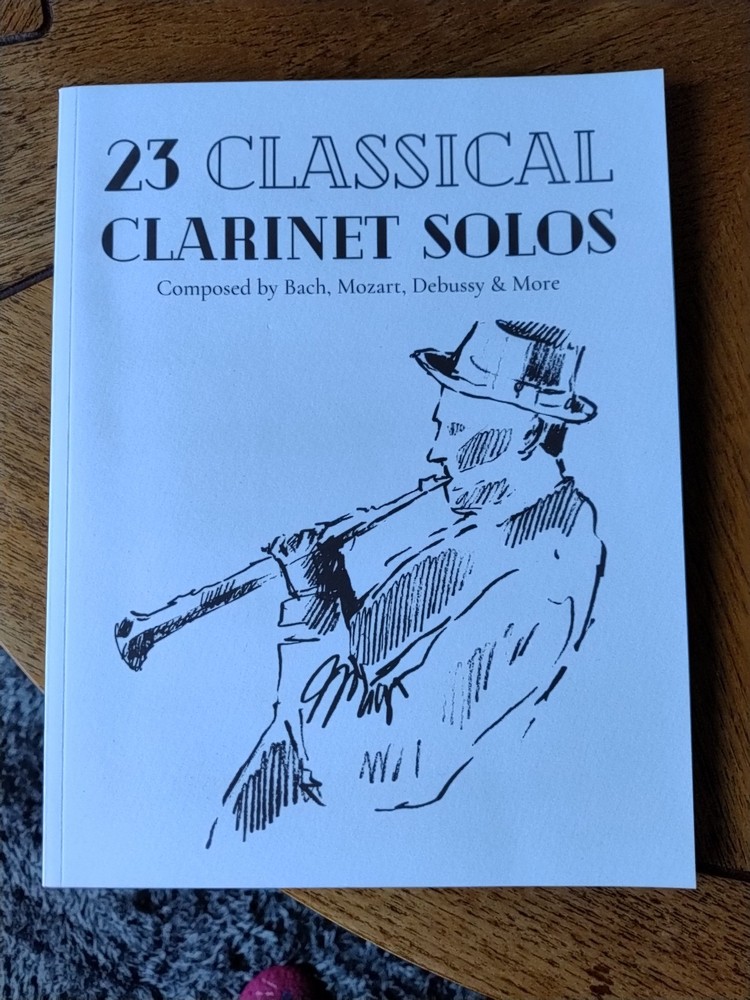 23 CLASSICAL
CLARINET SOLOS
Composed by Bach, Mozart, Debussy & More